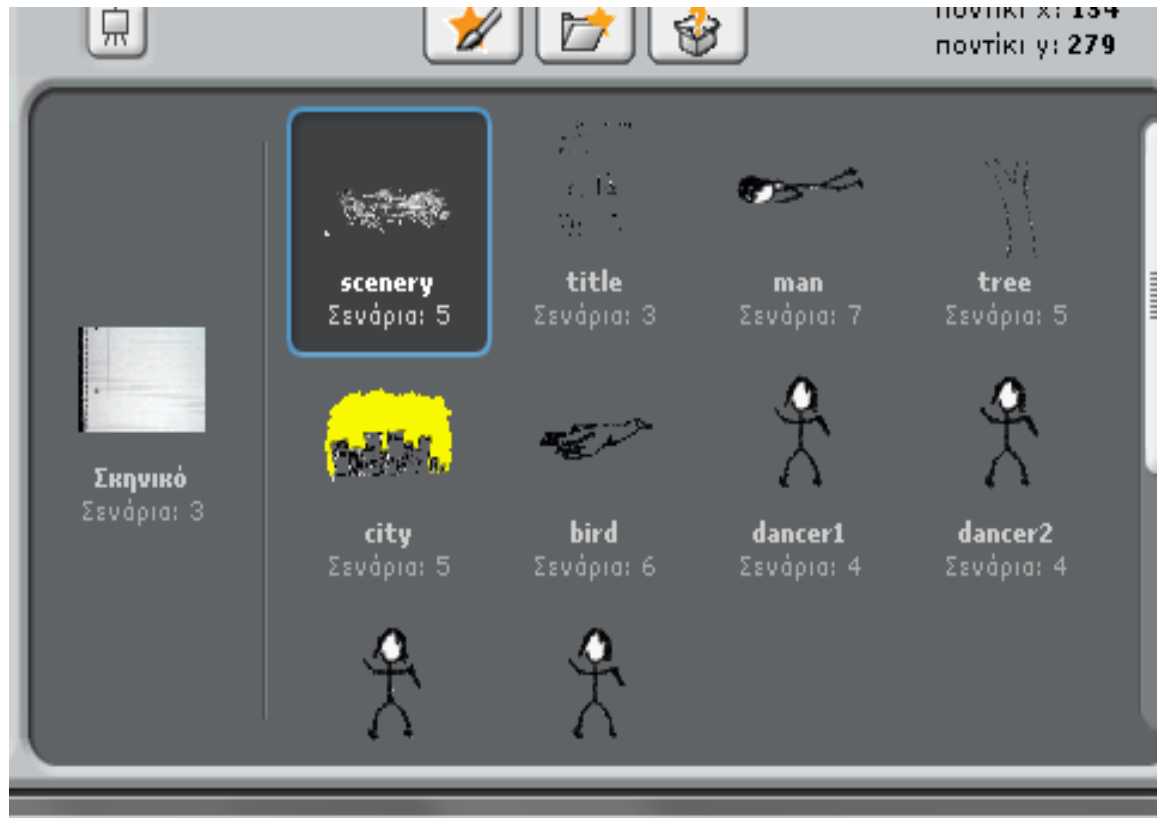 ποντίκι x: 134
ποντίκι y: 279
scenery
Σενάρια: 5
title
Σενάρια: 3
man
Σενάρια: 7
tree
Σενάρια: 5
Σκηνικό
Σενάρια: 3
city
Σενάρια: 5
bird
Σενάρια: 6
dancer1
Σενάρια: 4
dancer2
Σενάρια: 4